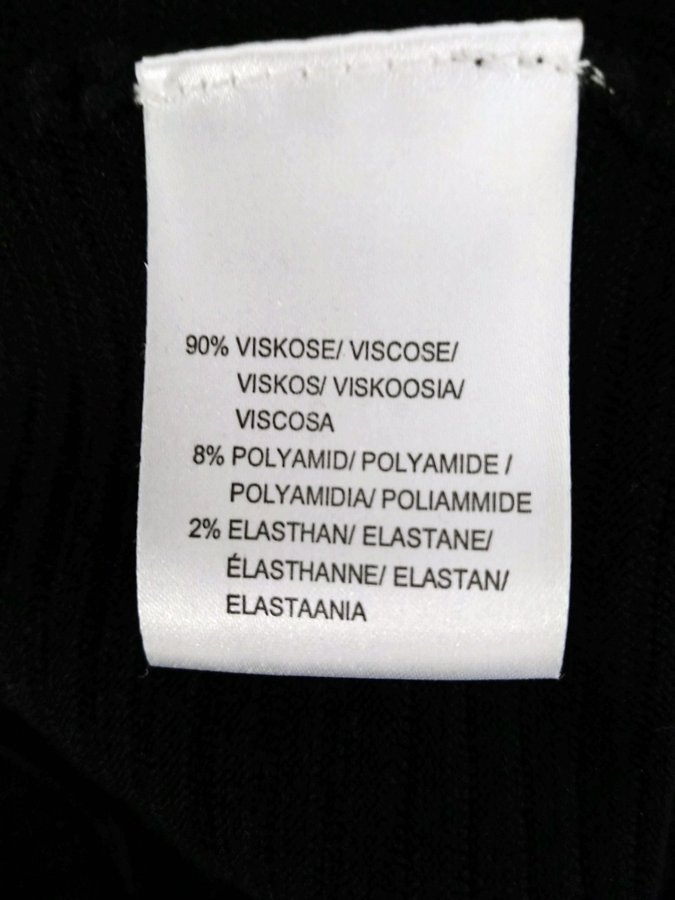 90% VISKOSE/ VISCOSE/
VISKOS/ VISKOOSIA/
VISCOSA
8% POLYAMID/ POLYAMIDE /
POLYAMIDIA/ POLIAMMIDE
2% ELASTHAN/ ELASTANE/
ÉLASTHANNE/ ELASTAN/
ELASTAANIA